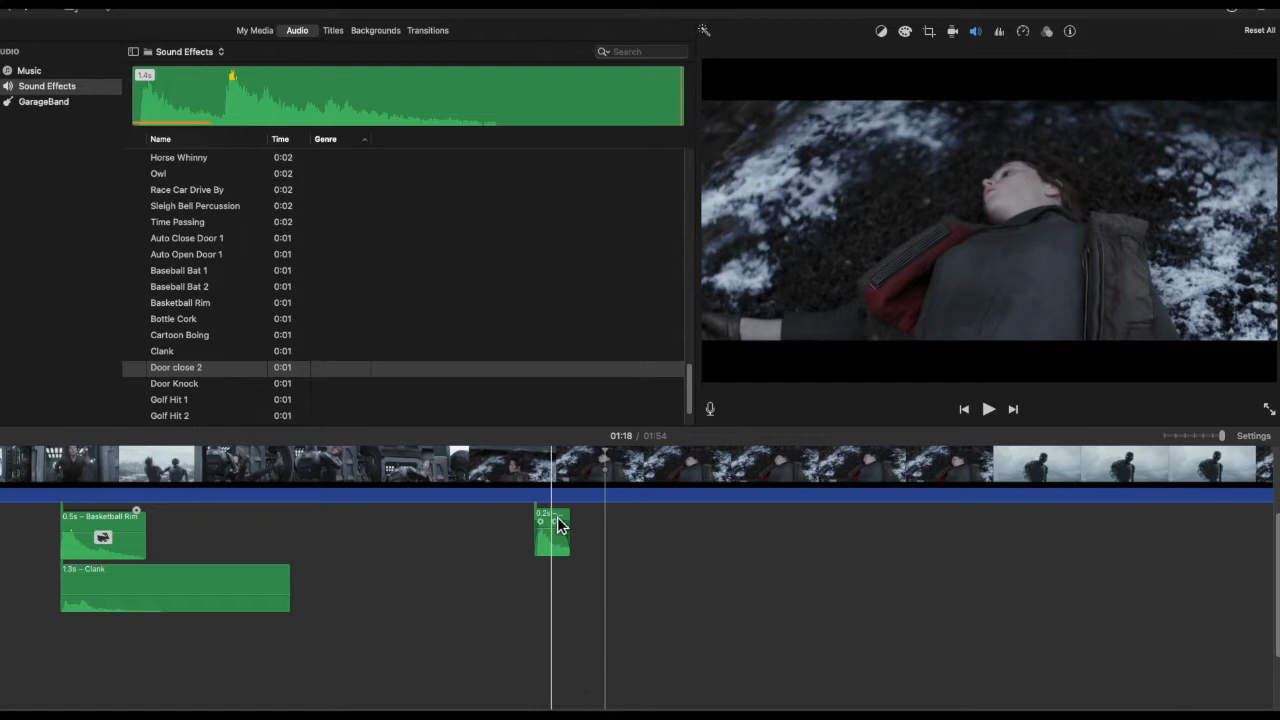 My Media Audio Titles Backgrounds Transitions
Reset All
UDIO
Sound Effects
Search
Music
Sound Effects
GarageBand
1.4s
Name Time Genre
Horse Whinny 0:02
Owl 0:02
Race Car Drive By 0:02
Sleigh Bell Percussion 0:02
Time Passing 0:02
Auto Close Door 1 0:01
Auto Open Door 1 0:01
Baseball Bat 1 0:01
Baseball Bat 2 0:01
Basketball Rim 0:01
Bottle Cork 0:01
Cartoon Boing 0:01
Clank 0:01
Door close 2 0:01
Door Knock 0:01
Golf Hit 1 0:01
Golf Hit 2 0:01
01:18 / 01:54
Settings
0.5s – Basketball Rim
0.2s –...
1.3s – Clank